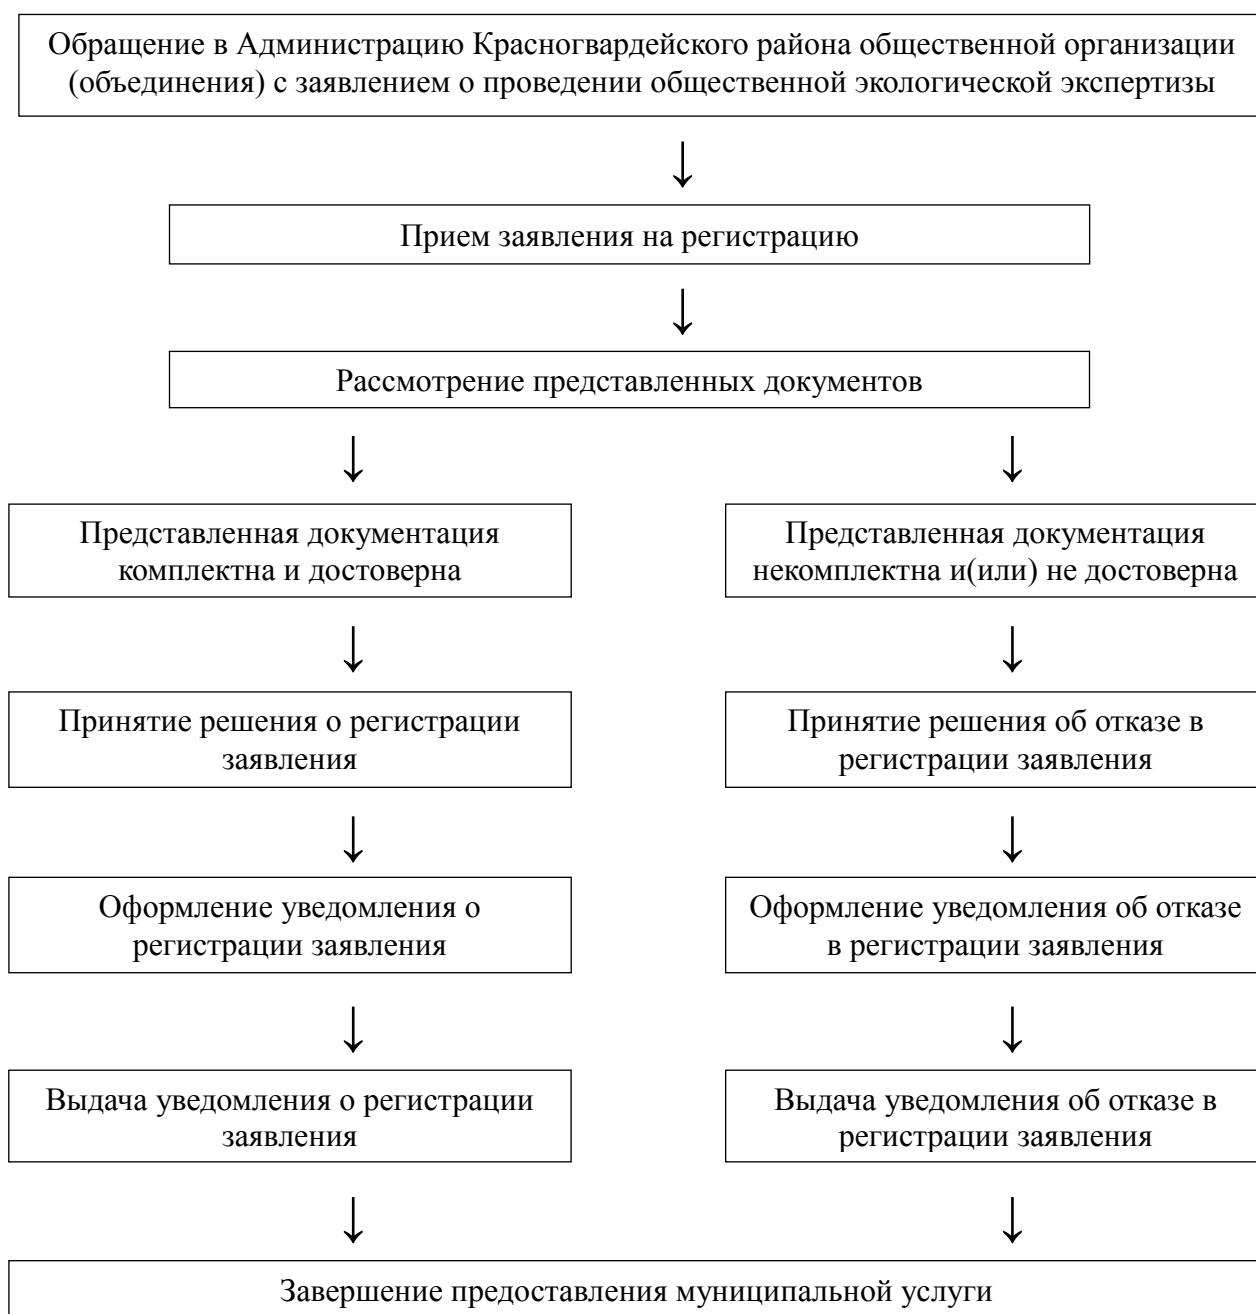 Обращение в Администрацию Красногвардейского района общественной организации
(объединения) с заявлением о проведении общественной экологической экспертизы
Прием заявления на регистрацию
Рассмотрение представленных документов
Представленная документация
комплектна и достоверна
Представленная документация
некомплектна и(или) не достоверна
Принятие решения о регистрации
заявления
Принятие решения об отказе в
регистрации заявления
Оформление уведомления о
регистрации заявления
Оформление уведомления об отказе
в регистрации заявления
Выдача уведомления о регистрации
заявления
Выдача уведомления об отказе в
регистрации заявления
Завершение предоставления муниципальной услуги